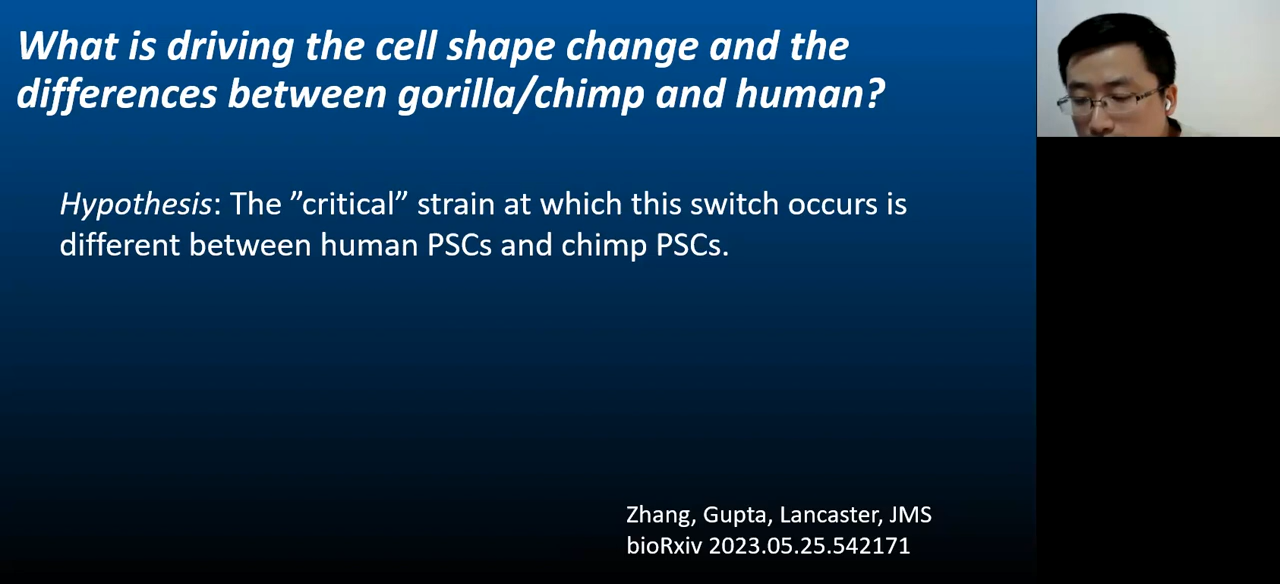 What is driving the cell shape change and the
differences between gorilla/chimp and human?
Hypothesis: The ”critical” strain at which this switch occurs is
different between human PSCs and chimp PSCs.
Zhang, Gupta, Lancaster, JMS
bioRxiv 2023.05.25.542171